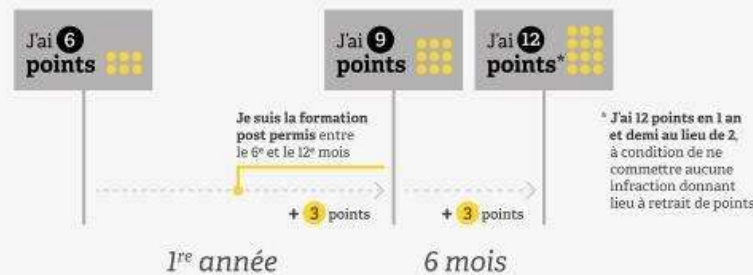 J'ai 6
points
J'ai 9
points
J'ai 12
points*
Je suis la formation
post permis entre
le 6e et le 12e mois
* J'ai 12 points en 1 an
et demi au lieu de 2,
à condition de ne
commettre aucune
infraction donnant
lieu à retrait de points
+ 3 points
+ 3 points
1re année
6 mois